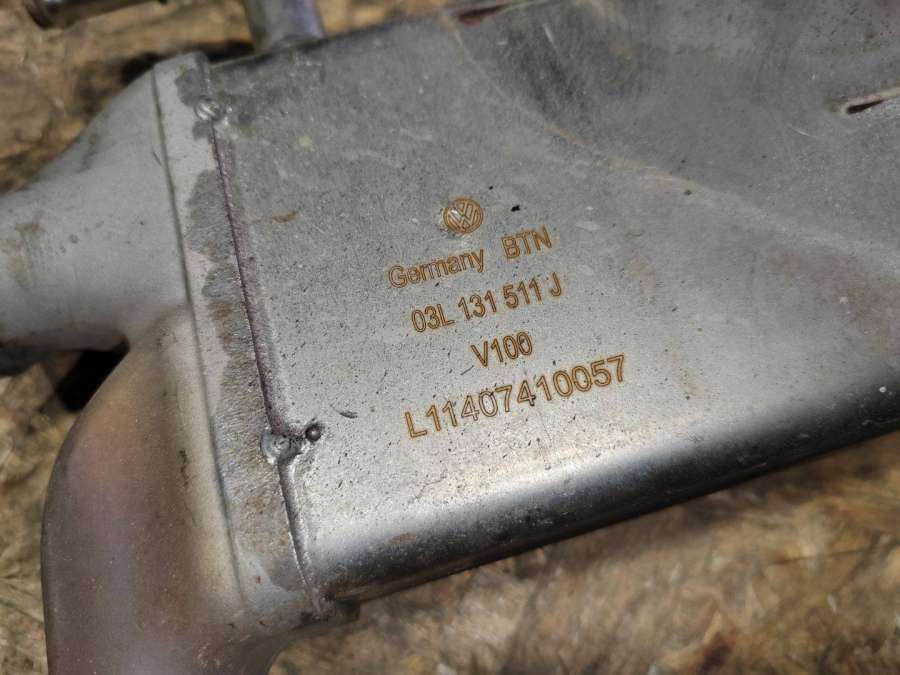 Germany BTN
03L 131 511 J
V100
L11407410057